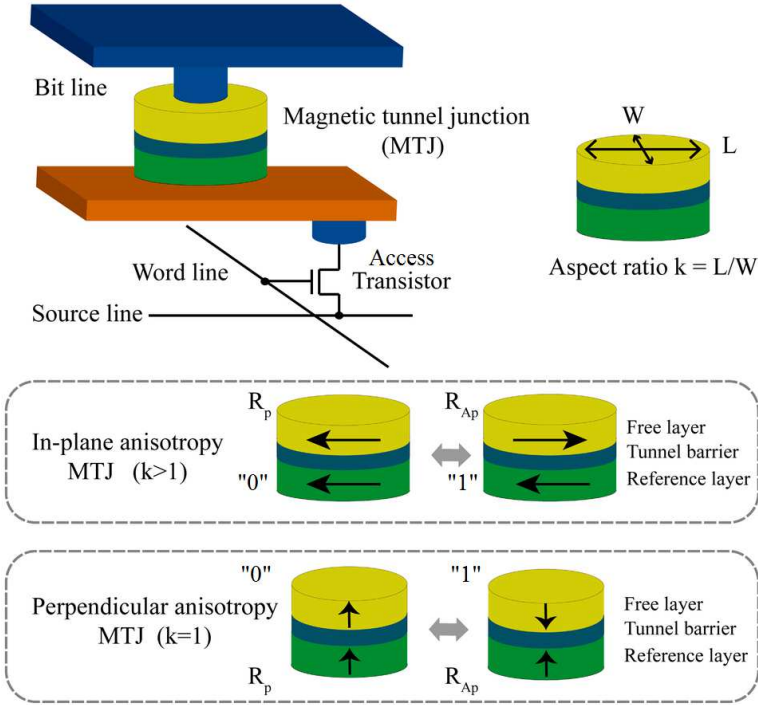 Bit line
Magnetic tunnel junction
(MTJ)
W
L
Aspect ratio k = L/W
Word line
Access
Transistor
Source line
In-plane anisotropy
MTJ (k>1)
R_p
"0"
R_Ap
"1"
Free layer
Tunnel barrier
Reference layer
Perpendicular anisotropy
MTJ (k=1)
"0"
R_p
"1"
R_Ap
Free layer
Tunnel barrier
Reference layer